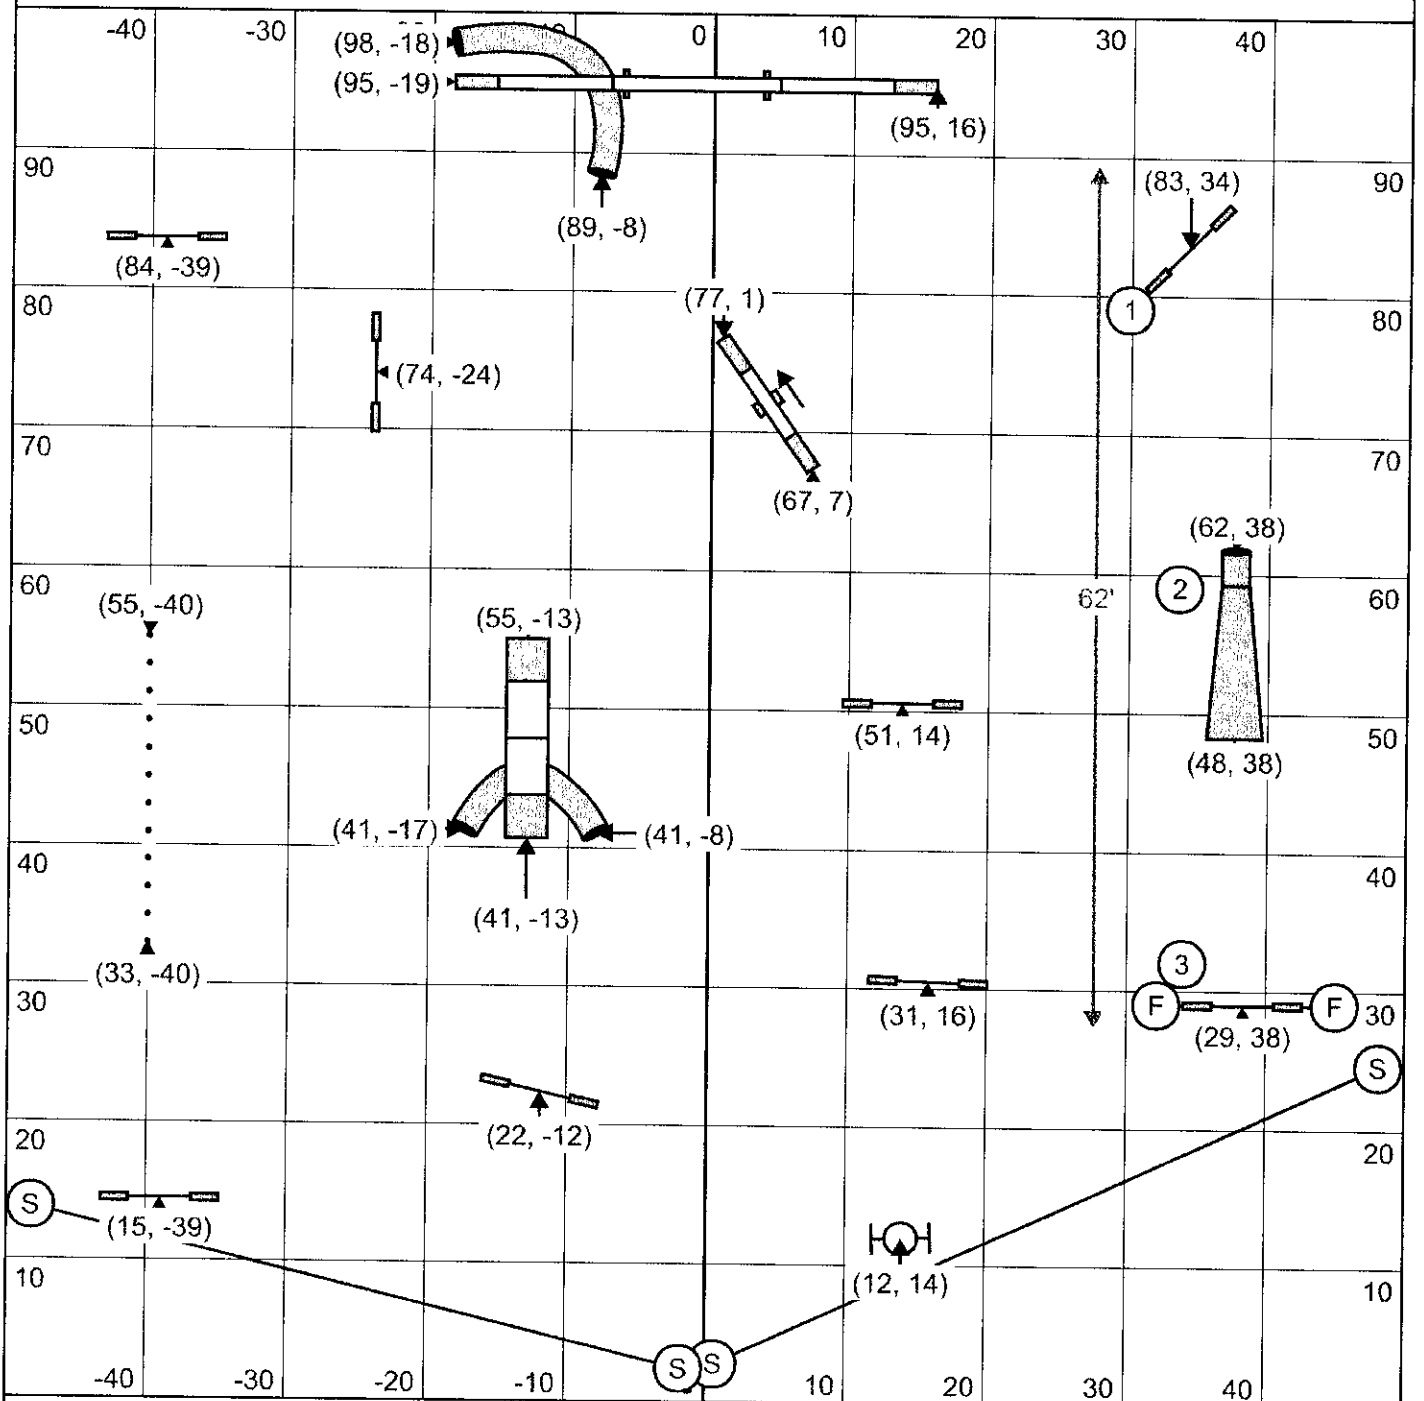 -40 -30 0 10 20 30 40
(98, -18)
(95, -19)
(95, 16)
90 (83, 34) 90
(89, -8)
(84, -39)
80 (77, 1) 1 80
(74, -24)
70 70
(67, 7)
(62, 38)
60 2 60
(55, -40) 62'
(55, -13)
50 (51, 14) 50
(48, 38)
(41, -17) (41, -8)
40 40
(41, -13)
(33, -40) 3
30 (31, 16) F F 30
(29, 38)
S
20 (22, -12) 20
S
(15, -39)
10 (12, 14) 10
S S
-40 -30 -20 -10 10 20 30 40